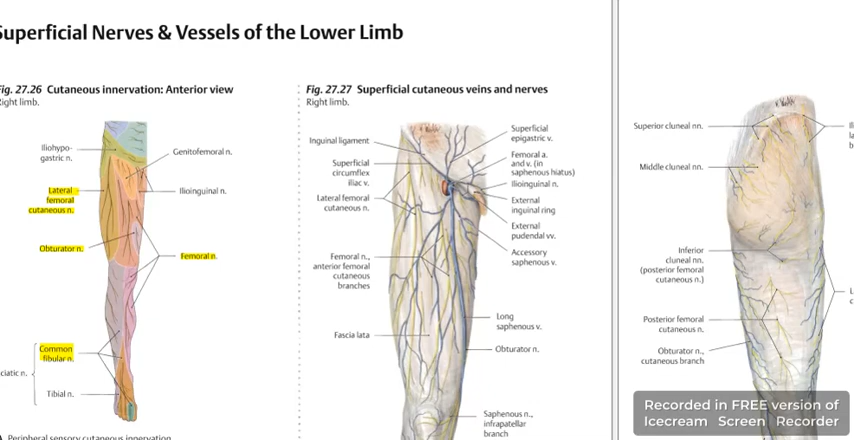 Superficial Nerves & Vessels of the Lower Limb
Fig. 27.26 Cutaneous innervation: Anterior view
Right limb.
Iliohypo-
gastric n.
Genitofemoral n.
Lateral
femoral
cutaneous n.
Ilioinguinal n.
Obturator n.
Femoral n.
Common
fibular n.
ciatic n.
Tibial n.
A Peripheral sensory cutaneous innervation
Fig. 27.27 Superficial cutaneous veins and nerves
Right limb.
Inguinal ligament
Superficial
circumflex
iliac v.
Lateral femoral
cutaneous n.
Femoral n.,
anterior femoral
cutaneous
branches
Fascia lata
Superficial
epigastric v.
Femoral a.
and v. (in
saphenous hiatus)
Ilioinguinal n.
External
inguinal ring
External
pudendal vv.
Accessory
saphenous v.
Long
saphenous v.
Obturator n.
Saphenous n.,
infrapatellar
branch
Superior cluneal nn.
Middle cluneal nn.
Inferior
cluneal nn.
(posterior femoral
cutaneous n.)
Posterior femoral
cutaneous n.
Obturator n.,
cutaneous branch
Recorded in FREE version of
Icecream Screen Recorder